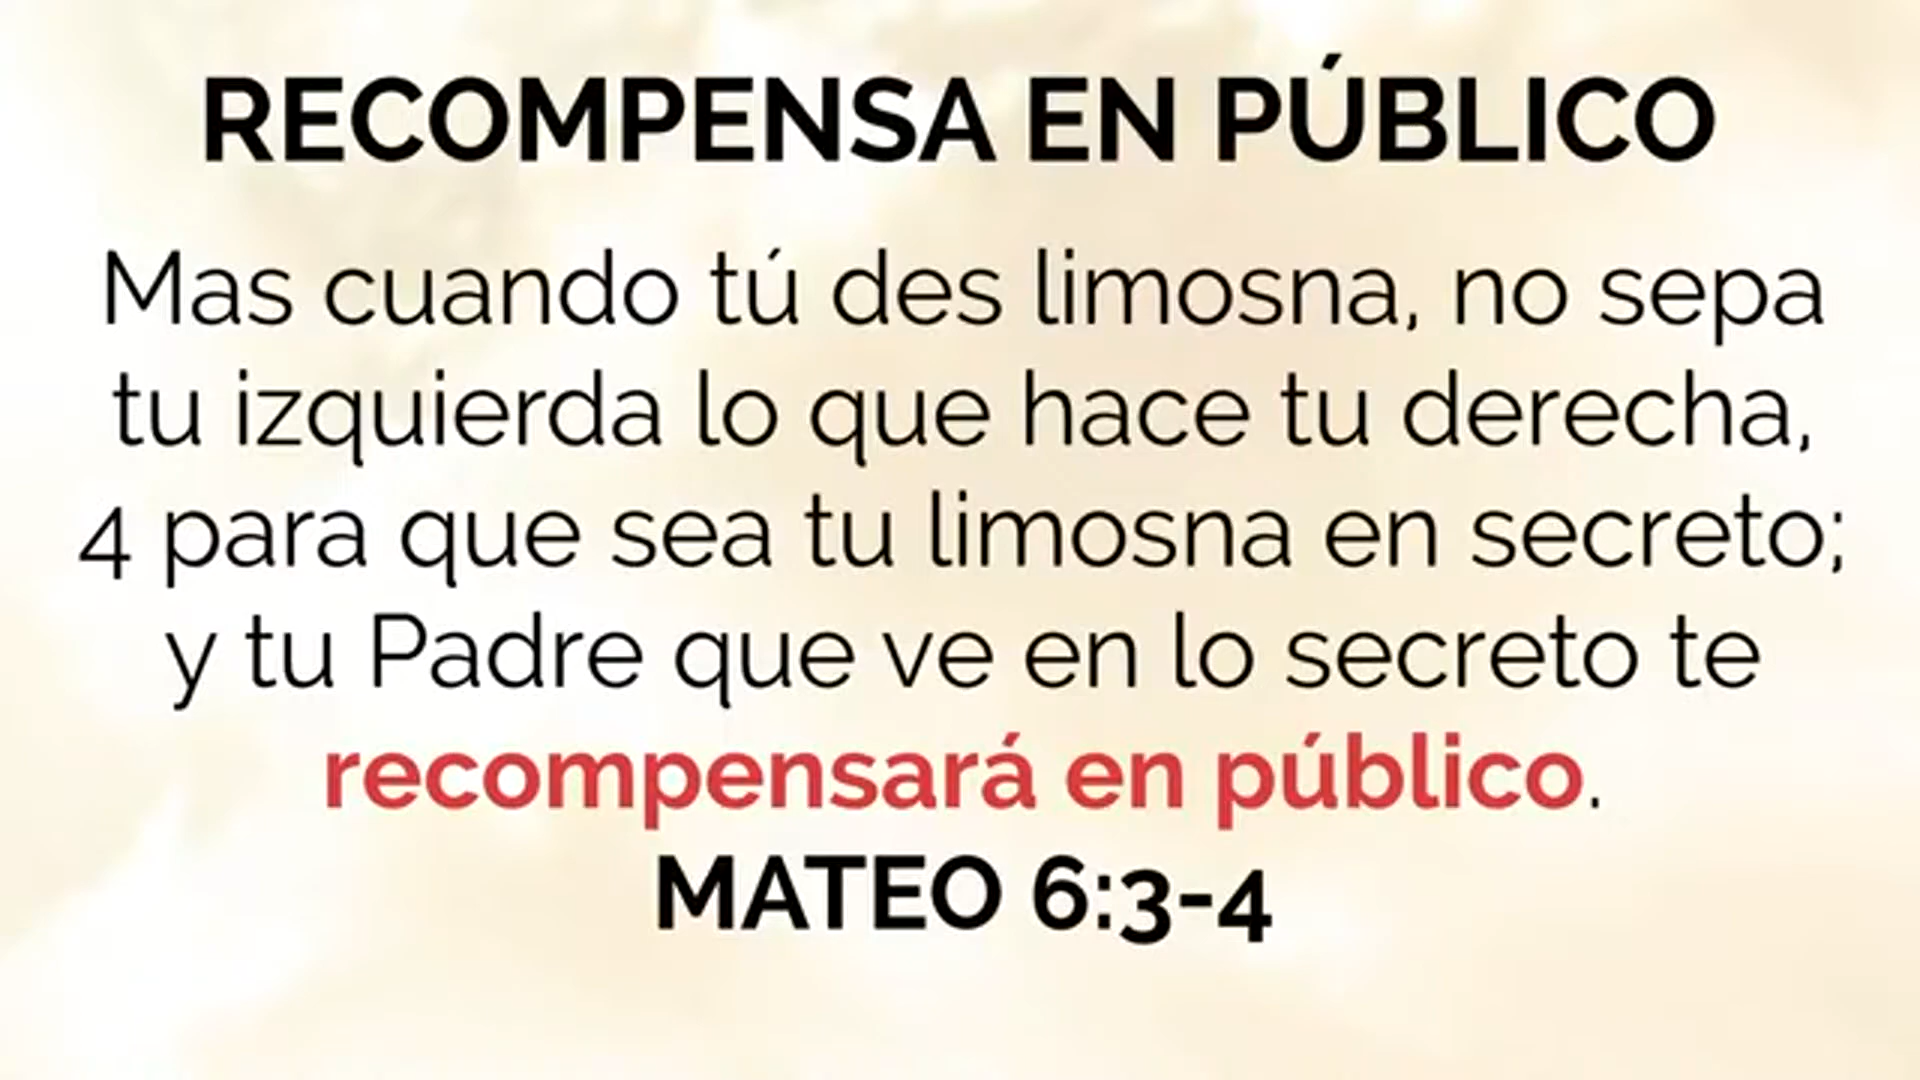 RECOMPENSA EN PÚBLICO
Mas cuando tú des limosna, no sepa
tu izquierda lo que hace tu derecha,
4 para que sea tu limosna en secreto;
y tu Padre que ve en lo secreto te
recompensará en público.
MATEO 6:3-4